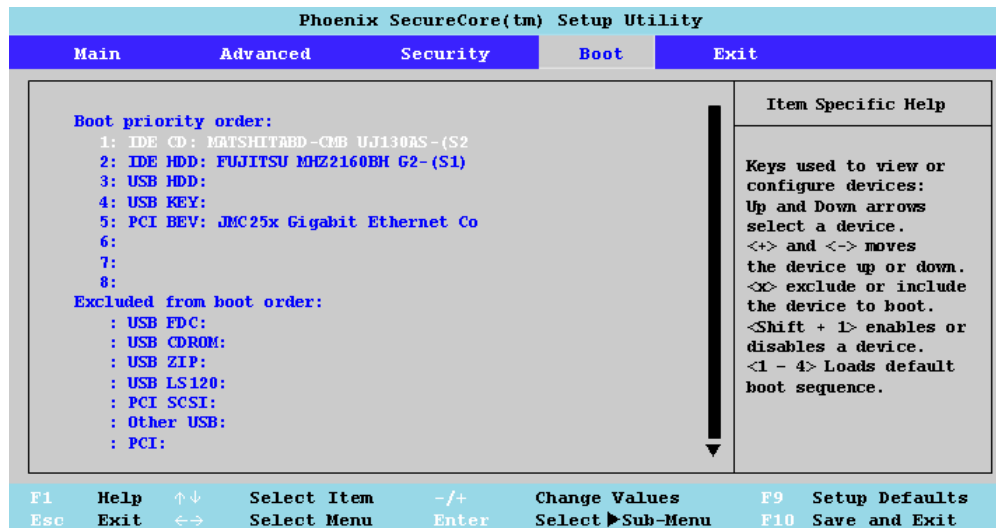 Phoenix SecureCore(tm) Setup Utility
Main Advanced Security Boot Exit
Boot priority order:
1: IDE CD: MATSHITABD-CMB UJ130AS-(S2
2: IDE HDD: FUJITSU MHZ2160BH G2-(S1)
3: USB HDD:
4: USB KEY:
5: PCI BEV: JMC25x Gigabit Ethernet Co
6:
7:
8:
Excluded from boot order:
: USB FDC:
: USB CDROM:
: USB ZIP:
: USB LS120:
: PCI SCSI:
: Other USB:
: PCI:
Item Specific Help
Keys used to view or
configure devices:
Up and Down arrows
select a device.
<+> and <-> moves
the device up or down.
<x> exclude or include
the device to boot.
<Shift + 1> enables or
disables a device.
<1 - 4> Loads default
boot sequence.
F1 Help ↑↓ Select Item -/+ Change Values F9 Setup Defaults
Esc Exit ←→ Select Menu Enter Select ▶Sub-Menu F10 Save and Exit